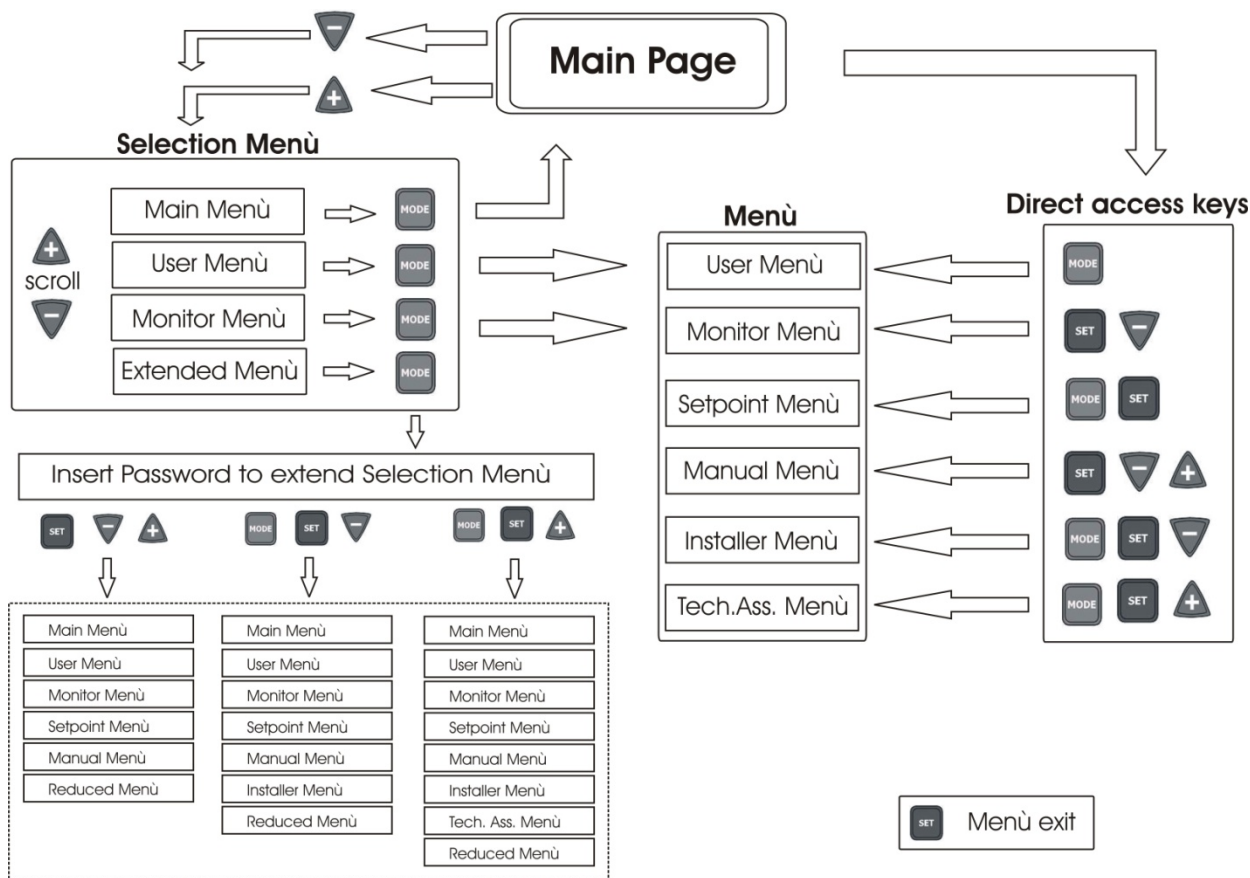 Main Page
−
+
Selection Menù
+
scroll
−
Main Menù
MODE
User Menù
MODE
Monitor Menù
MODE
Extended Menù
MODE
Insert Password to extend Selection Menù
SET − +
MODE SET −
MODE SET +
Main Menù
User Menù
Monitor Menù
Setpoint Menù
Manual Menù
Reduced Menù
Main Menù
User Menù
Monitor Menù
Setpoint Menù
Manual Menù
Installer Menù
Reduced Menù
Main Menù
User Menù
Monitor Menù
Setpoint Menù
Manual Menù
Installer Menù
Tech. Ass. Menù
Reduced Menù
Menù
User Menù
Monitor Menù
Setpoint Menù
Manual Menù
Installer Menù
Tech.Ass. Menù
Direct access keys
MODE
SET −
MODE SET
SET − +
MODE SET −
MODE SET +
SET Menù exit